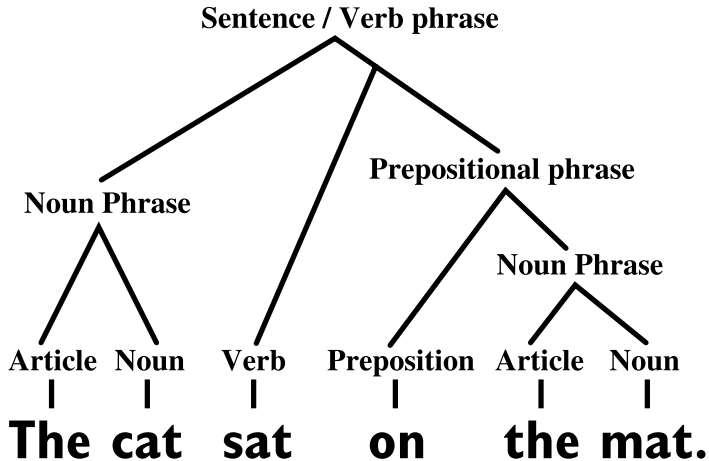 Sentence / Verb phrase
Prepositional phrase
Noun Phrase
Noun Phrase
Article Noun Verb Preposition Article Noun
The cat sat on the mat.